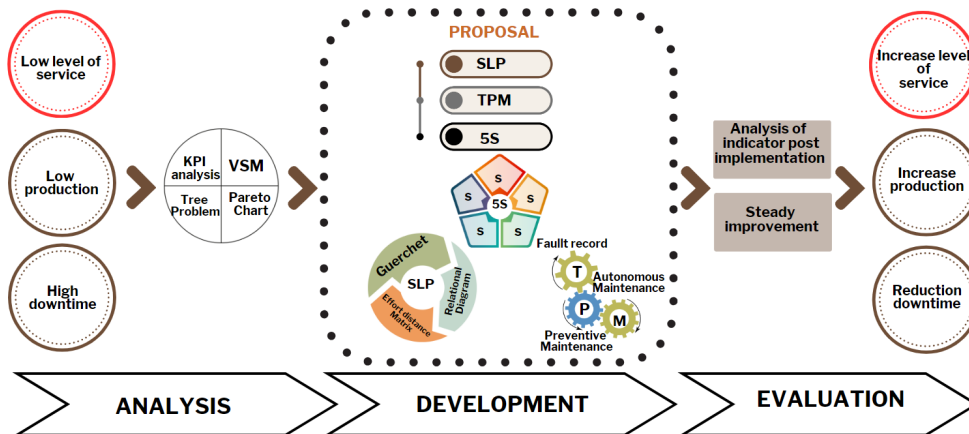 Low level of
service
Low
production
High
downtime
KPI
analysis
VSM
Tree
Problem
Pareto
Chart
PROPOSAL
SLP
TPM
5S
S
S
S
S
S
5S
Guerchet
Relational
Diagram
Effort distance
Matrix
SLP
Fault record
T
Autonomous
Maintenance
P
M
Preventive
Maintenance
Analysis of
indicator post
implementation
Steady
improvement
Increase level
of
service
Increase
production
Reduction
downtime
ANALYSIS
DEVELOPMENT
EVALUATION